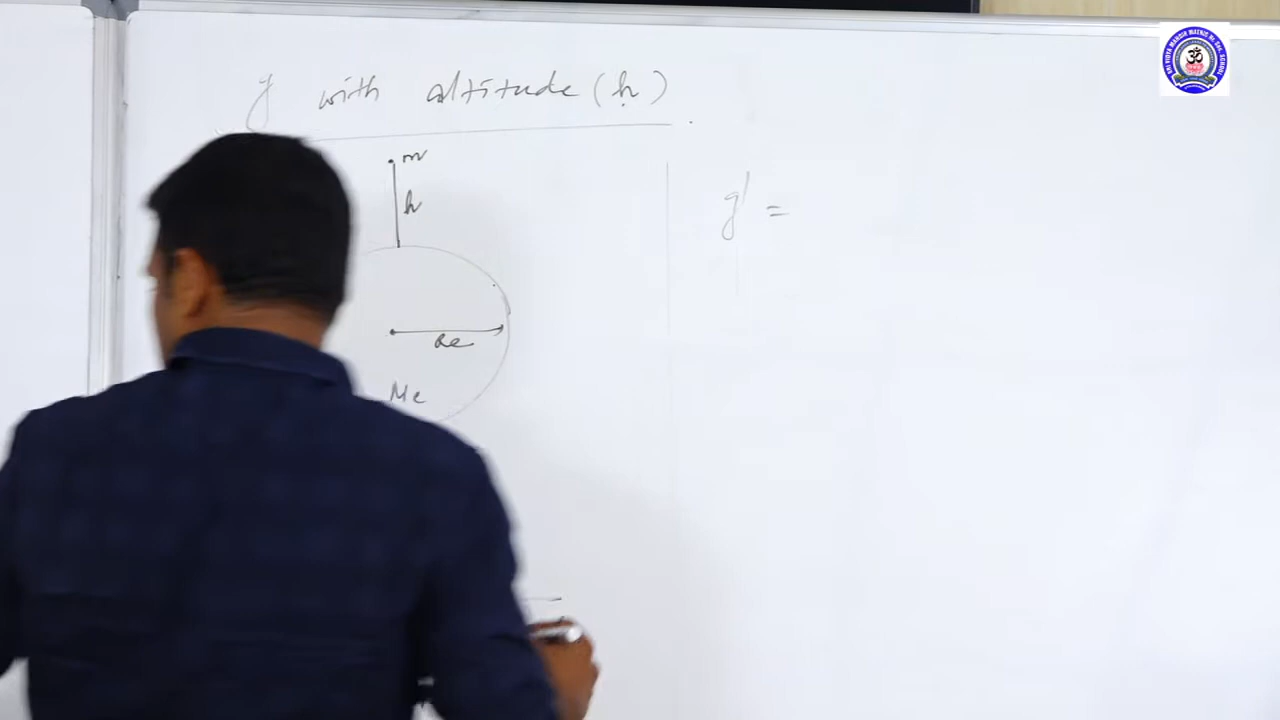 g with altitude (h)
m
h
g' =
Re
Me